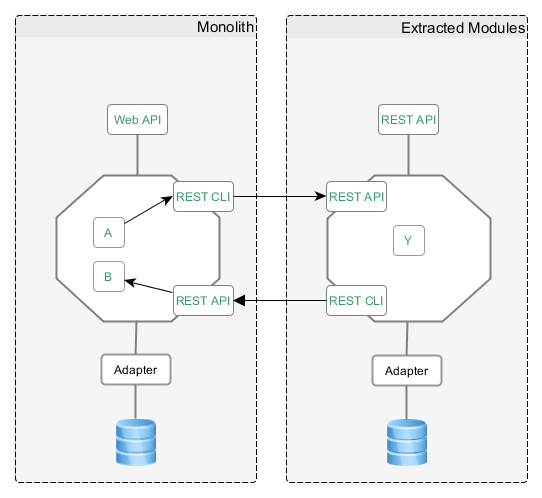 Monolith
Web API
REST CLI
A
B
REST API
Adapter
Extracted Modules
REST API
REST API
Y
REST CLI
Adapter